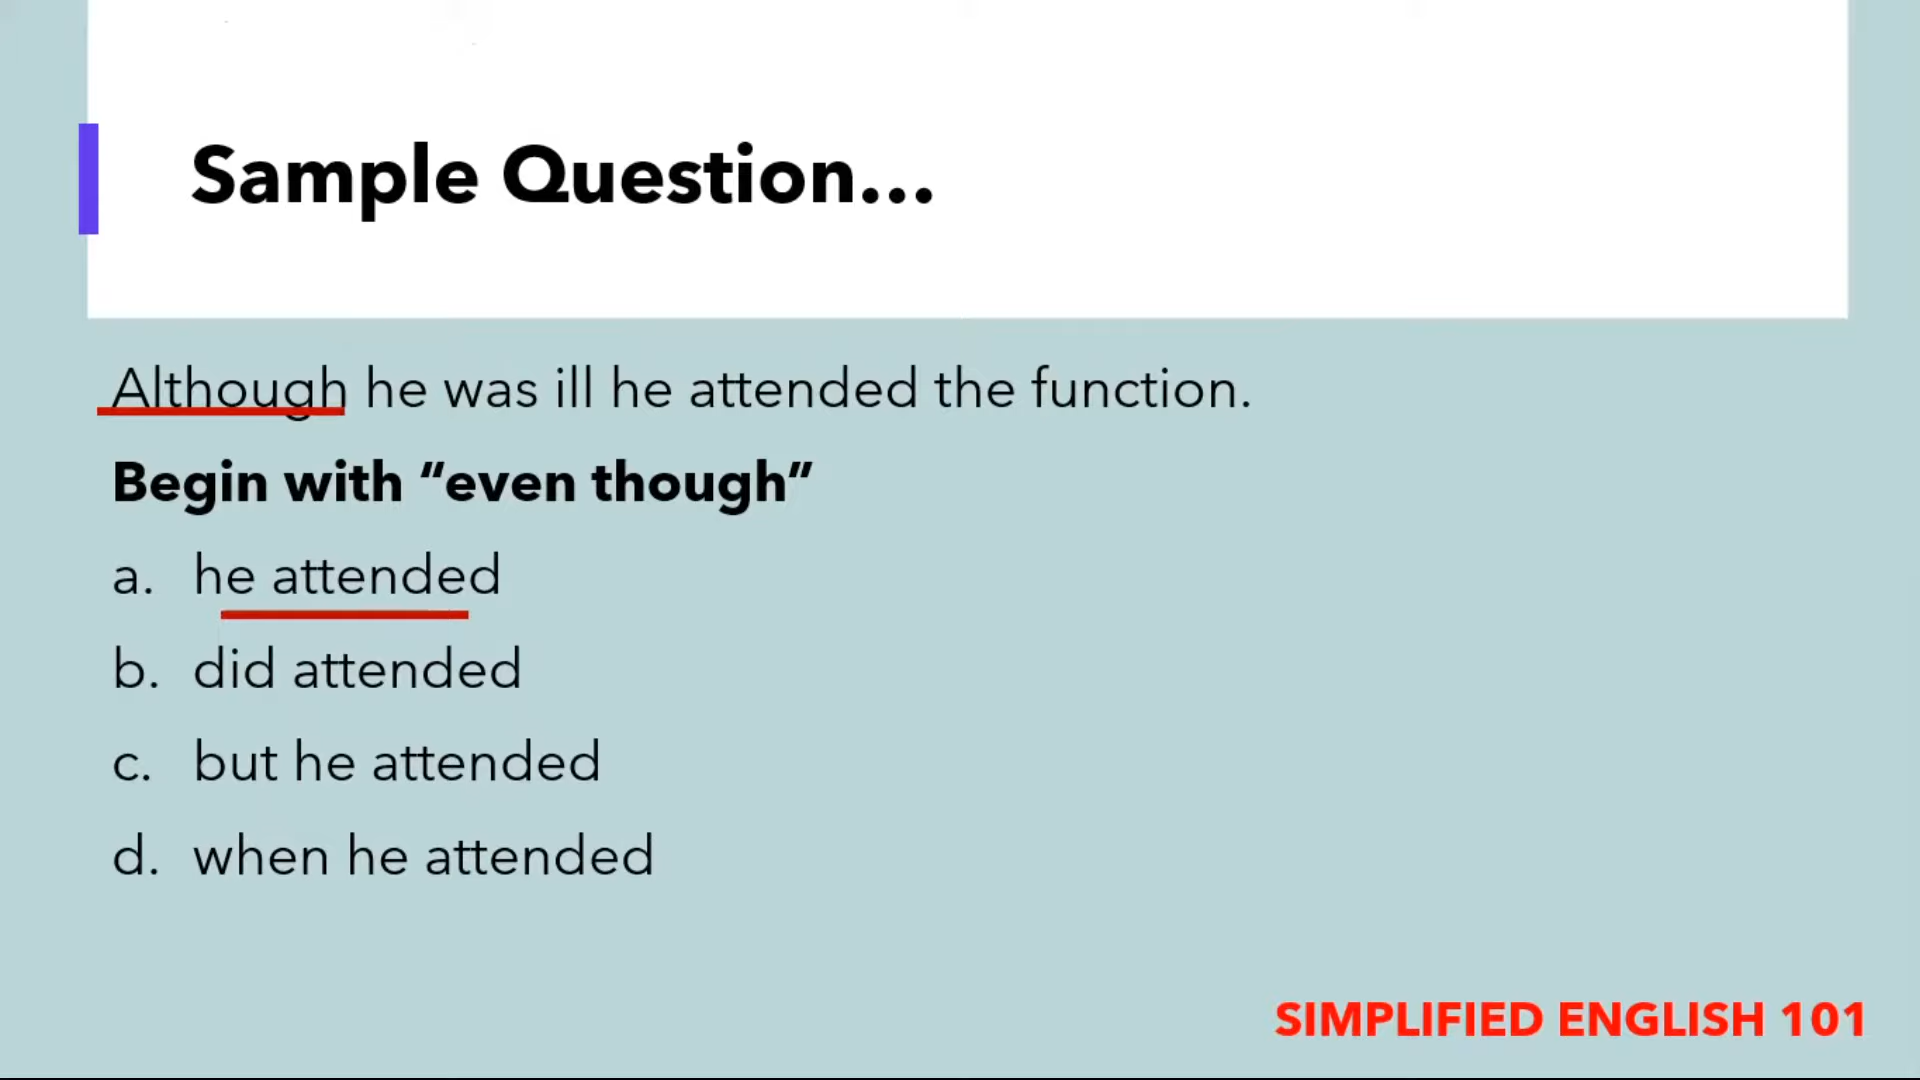 Sample Question...
Although he was ill he attended the function.
Begin with “even though”
a. he attended
b. did attended
c. but he attended
d. when he attended
SIMPLIFIED ENGLISH 101